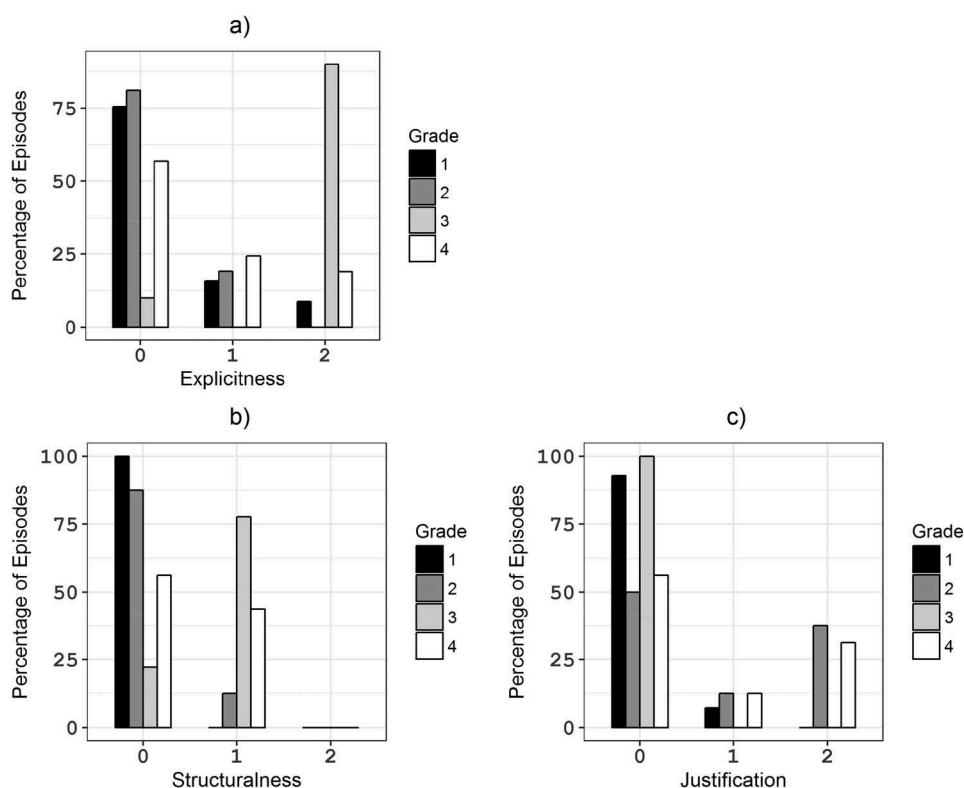 a)
Percentage of Episodes
75
50
25
0
0 1 2
Explicitness
Grade
1
2
3
4
b)
Percentage of Episodes
100
75
50
25
0
0 1 2
Structuralness
Grade
1
2
3
4
c)
Percentage of Episodes
100
75
50
25
0
0 1 2
Justification
Grade
1
2
3
4